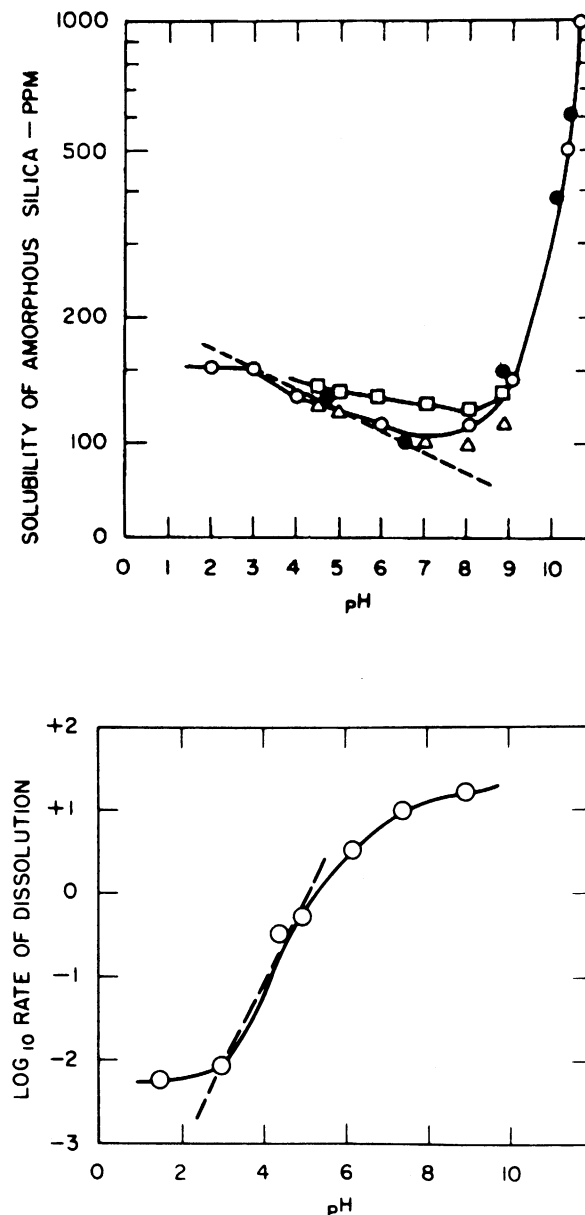 SOLUBILITY OF AMORPHOUS SILICA — PPM
1000
500
200
100
0
0 1 2 3 4 5 6 7 8 9 10
pH
LOG10 RATE OF DISSOLUTION
+2
+1
0
-1
-2
-3
0 2 4 6 8 10
pH